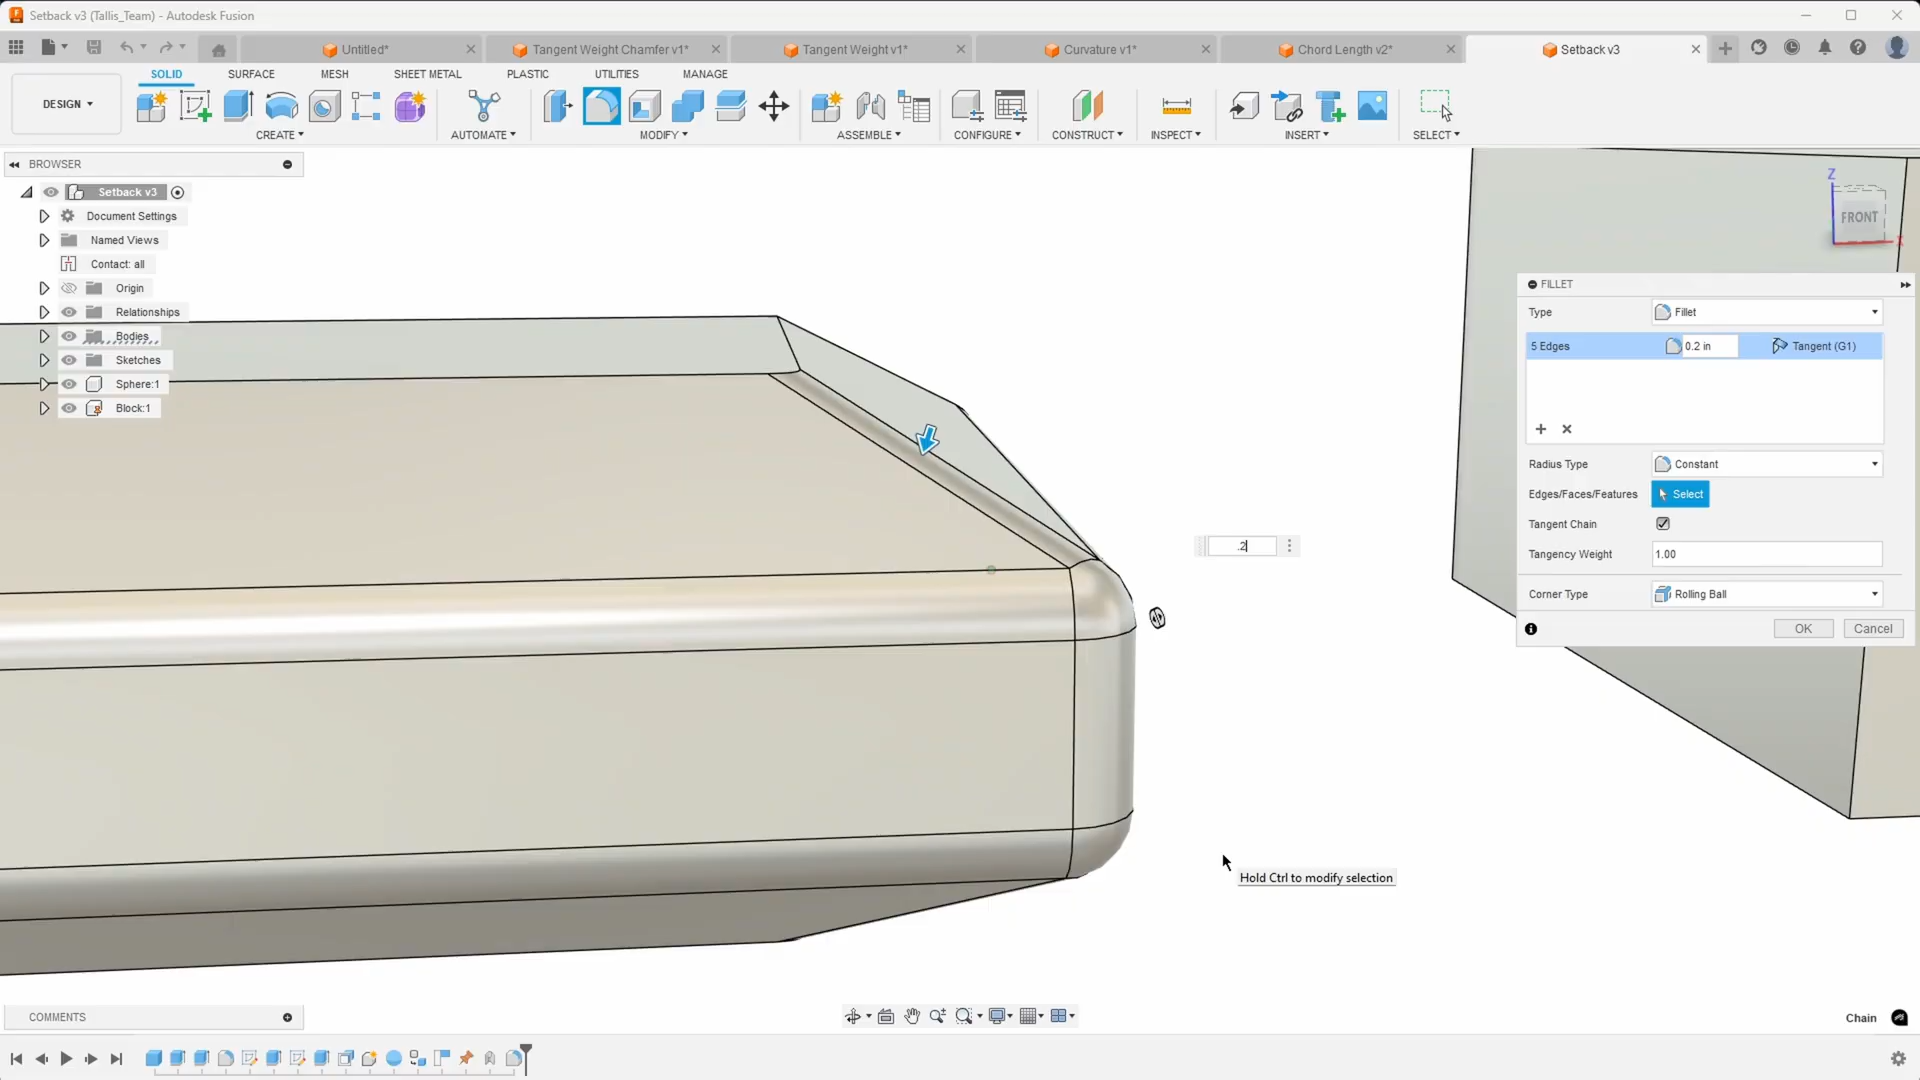 Setback v3 (Tallis_Team) - Autodesk Fusion
Untitled*
Tangent Weight Chamfer v1*
Tangent Weight v1*
Curvature v1*
Chord Length v2*
Setback v3
SOLID
SURFACE
MESH
SHEET METAL
PLASTIC
UTILITIES
MANAGE
DESIGN
CREATE
AUTOMATE
MODIFY
ASSEMBLE
CONFIGURE
CONSTRUCT
INSPECT
INSERT
SELECT
BROWSER
Setback v3
Document Settings
Named Views
Contact: all
Origin
Relationships
Bodies
Sketches
Sphere:1
Block:1
Z
FRONT
X
FILLET
Type
Fillet
5 Edges
0.2 in
Tangent (G1)
Radius Type
Constant
Edges/Faces/Features
Select
Tangent Chain
Tangency Weight
1.00
Corner Type
Rolling Ball
OK
Cancel
.2
Hold Ctrl to modify selection
COMMENTS
Chain